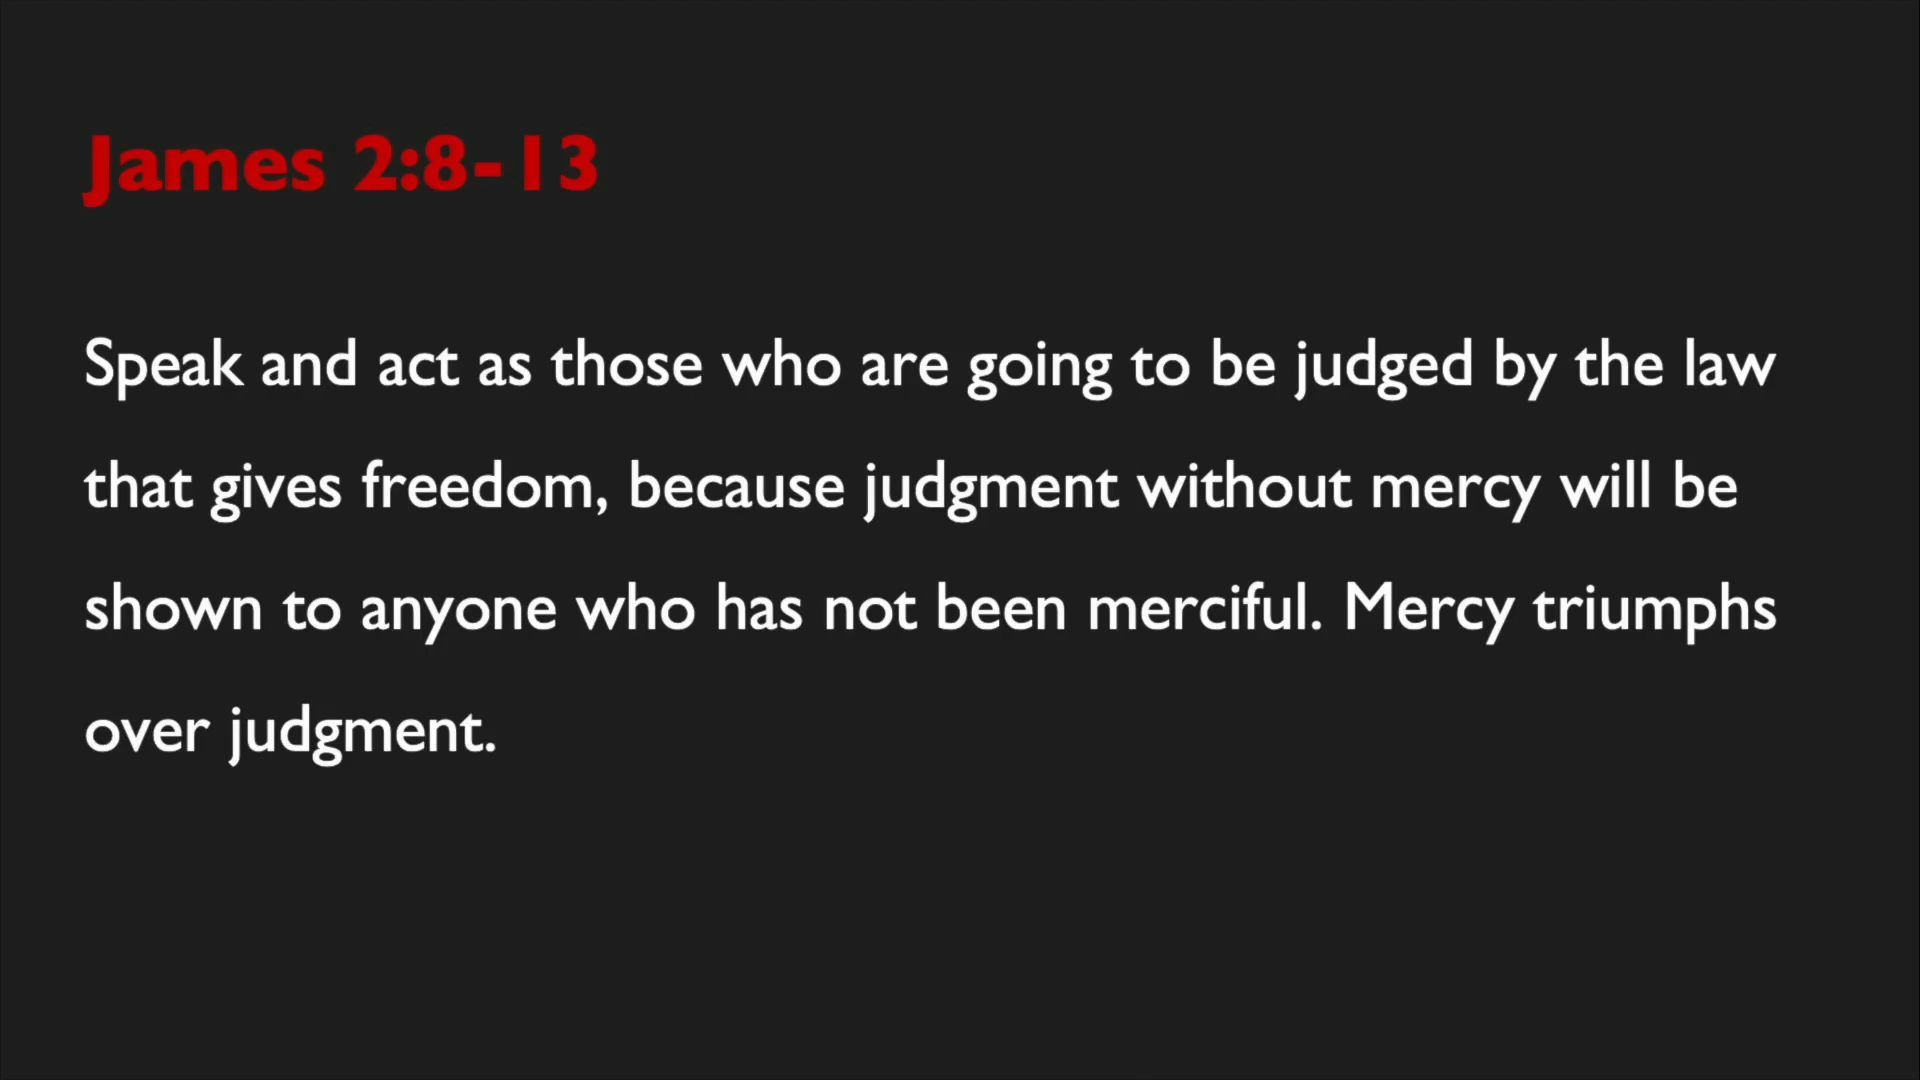 James 2:8-13
Speak and act as those who are going to be judged by the law
that gives freedom, because judgment without mercy will be
shown to anyone who has not been merciful. Mercy triumphs
over judgment.